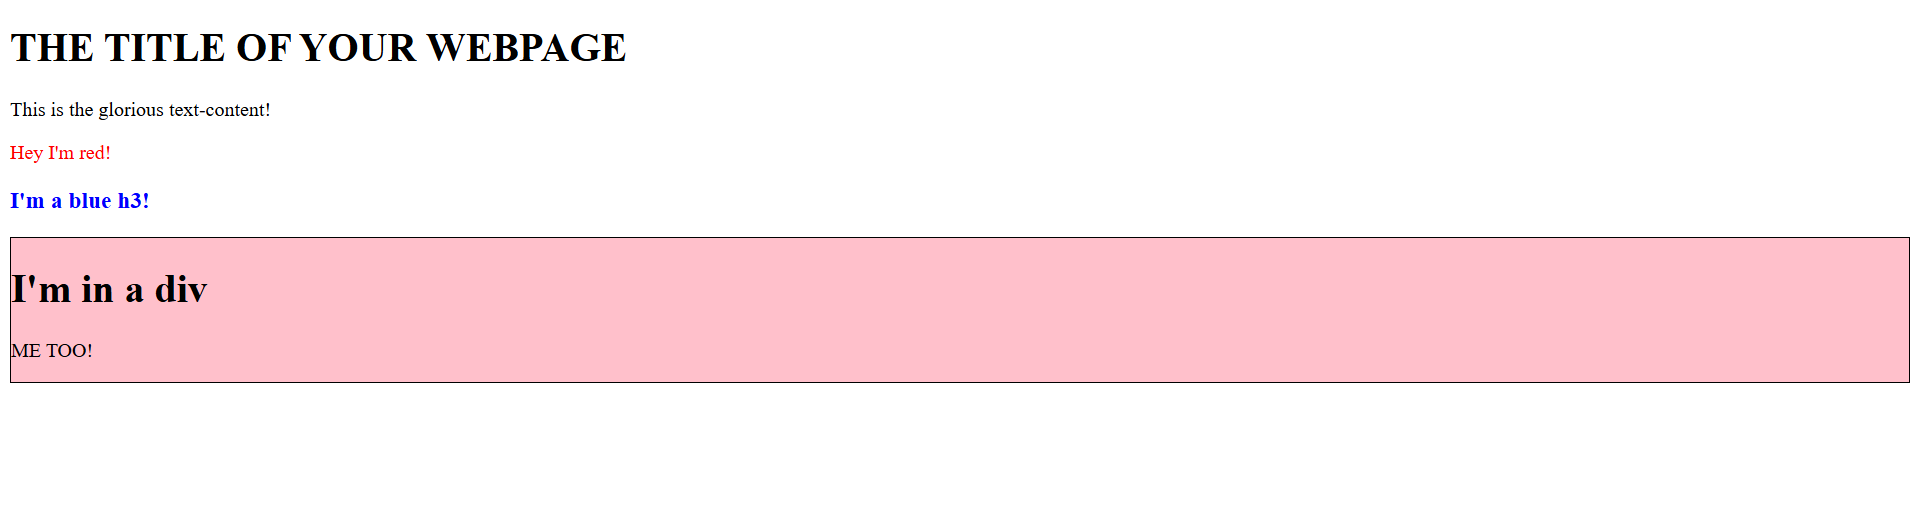 THE TITLE OF YOUR WEBPAGE
This is the glorious text-content!
Hey I'm red!
I'm a blue h3!
I'm in a div
ME TOO!